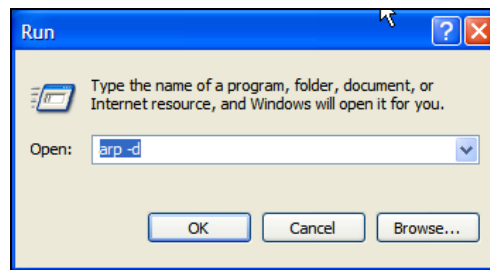 Run
Type the name of a program, folder, document, or
Internet resource, and Windows will open it for you.
Open: arp -d
OK Cancel Browse...